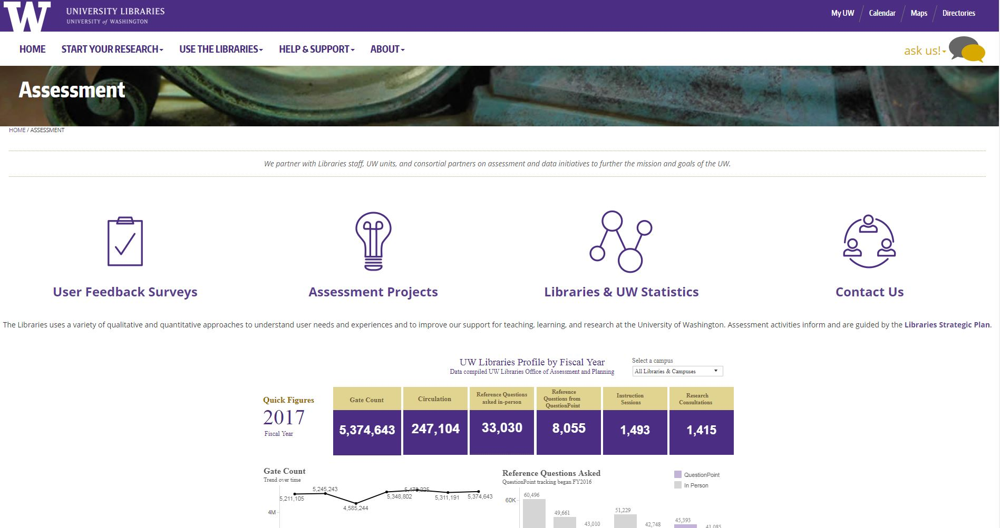 UNIVERSITY LIBRARIES
UNIVERSITY of WASHINGTON
My UW
Calendar
Maps
Directories
HOME
START YOUR RESEARCH
USE THE LIBRARIES
HELP & SUPPORT
ABOUT
ask us!
Assessment
HOME / ASSESSMENT
We partner with Libraries staff, UW units, and consortial partners on assessment and data initiatives to further the mission and goals of the UW.
User Feedback Surveys
Assessment Projects
Libraries & UW Statistics
Contact Us
The Libraries uses a variety of qualitative and quantitative approaches to understand user needs and experiences and to improve our support for teaching, learning, and research at the University of Washington. Assessment activities inform and are guided by the Libraries Strategic Plan.
UW Libraries Profile by Fiscal Year
Data compiled UW Libraries Office of Assessment and Planning
Select a campus
All Libraries & Campuses
Quick Figures
2017
Fiscal Year
Gate Count
5,374,643
Circulation
247,104
Reference Questions
asked in-person
33,030
Reference
Questions from
QuestionPoint
8,055
Instruction
Sessions
1,493
Research
Consultations
1,415
Gate Count
Trend over time
5,211,105
5,245,243
4,585,244
5,348,802
5,311,191
5,374,643
4M
Reference Questions Asked
QuestionPoint tracking began FY2016
QuestionPoint
In Person
60K
60,496
49,661
43,010
51,229
42,748
45,393
41,085